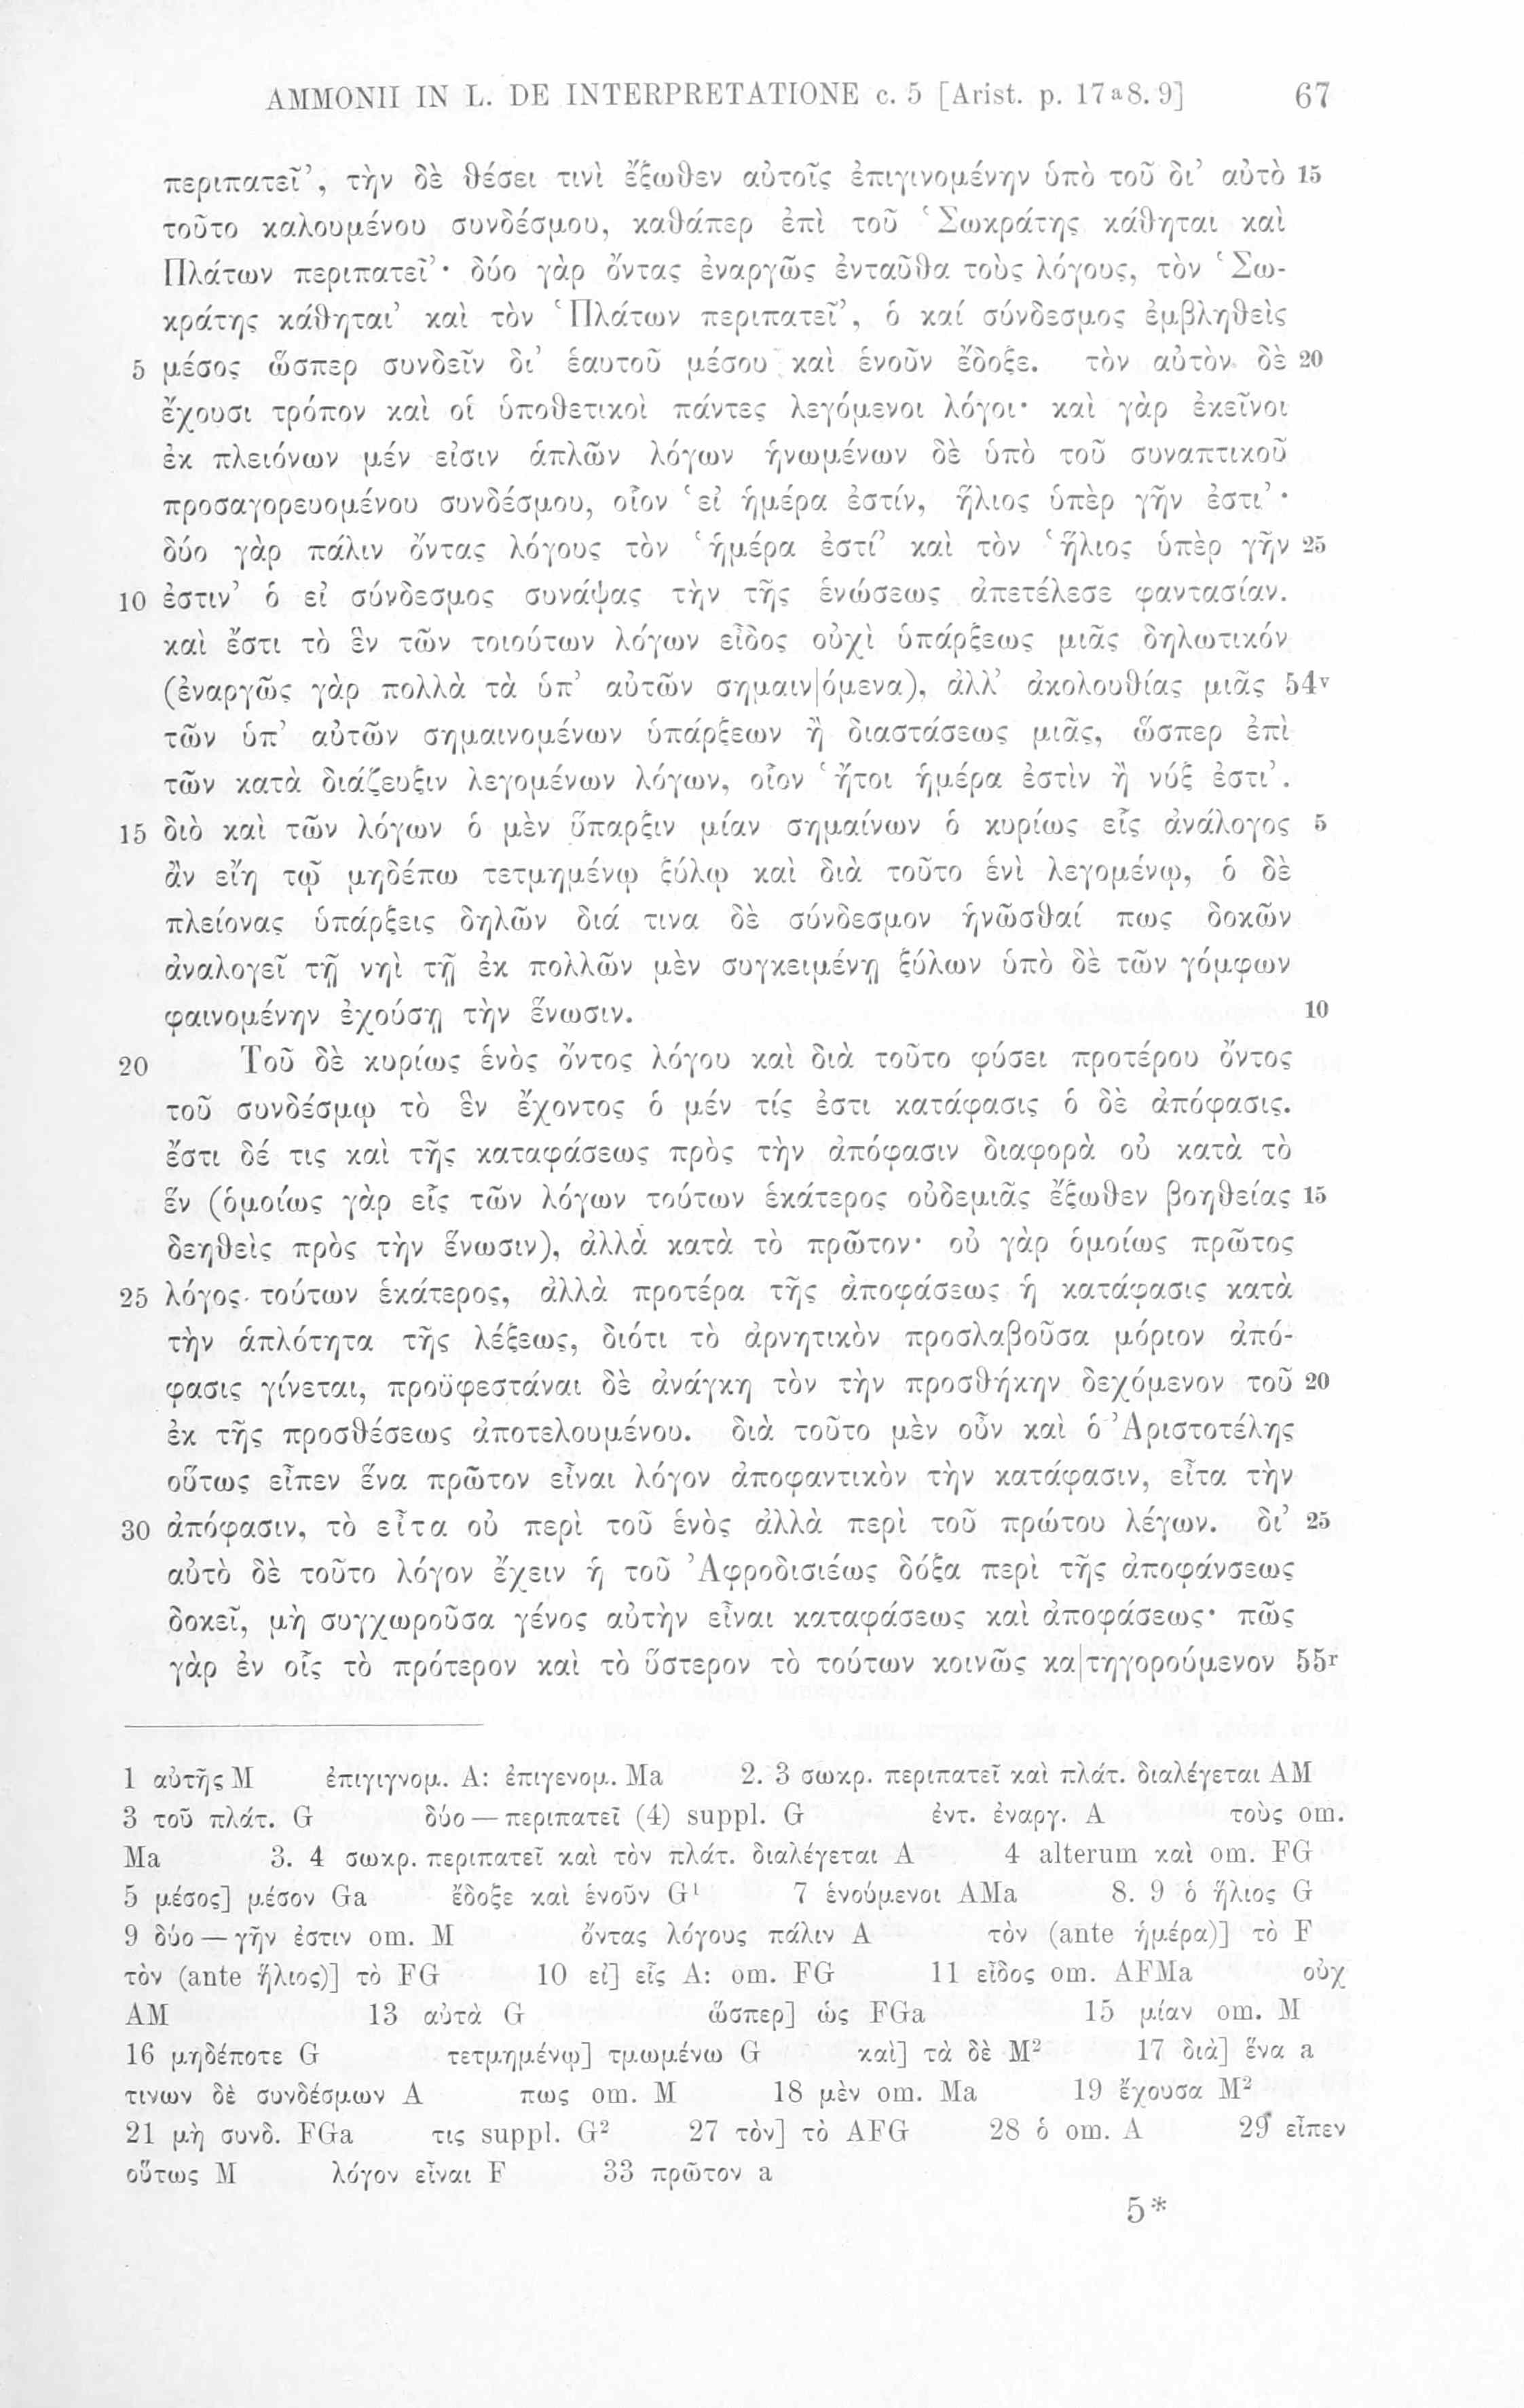 AMMONII IN L. DE INTERPRETATIONE c. 5 [Arist. p. 17a8. 9] 67
περιπατεῖ’, τὴν δὲ θέσει τινὶ ἔξωθεν αὐτοῖς ἐπιγινομένην ὑπὸ τοῦ δι’ αὐτὸ 15
τοῦτο καλουμένου συνδέσμου, καθάπερ ἐπὶ τοῦ ‘Σωκράτης κάθηται καὶ
Πλάτων περιπατεῖ’· δύο γὰρ ὄντας ἐναργῶς ἐνταῦθα τοὺς λόγους, τὸν ‘Σω-
κράτης κάθηται’ καὶ τὸν ‘Πλάτων περιπατεῖ’, ὁ καί σύνδεσμος ἐμβληθεὶς
5 μέσος ὥσπερ συνδεῖν δι’ ἑαυτοῦ μέσου καὶ ἑνοῦν ἔδοξε. τὸν αὐτὸν δὲ 20
ἔχουσι τρόπον καὶ οἱ ὑποθετικοὶ πάντες λεγόμενοι λόγοι· καὶ γὰρ ἐκεῖνοι
ἐκ πλειόνων μέν εἰσιν ἁπλῶν λόγων ἡνωμένων δὲ ὑπὸ τοῦ συναπτικοῦ
προσαγορευομένου συνδέσμου, οἷον ‘εἰ ἡμέρα ἐστίν, ἥλιος ὑπὲρ γῆν ἐστι’·
δύο γὰρ πάλιν ὄντας λόγους τὸν ‘ἡμέρα ἐστί’ καὶ τὸν ‘ἥλιος ὑπὲρ γῆν 25
10 ἐστιν’ ὁ εἰ σύνδεσμος συνάψας τὴν τῆς ἑνώσεως ἀπετέλεσε φαντασίαν.
καὶ ἔστι τὸ ἓν τῶν τοιούτων λόγων εἶδος οὐχὶ ὑπάρξεως μιᾶς δηλωτικόν
(ἐναργῶς γὰρ πολλὰ τὰ ὑπ’ αὐτῶν σημαιν|όμενα), ἀλλ’ ἀκολουθίας μιᾶς 54v
τῶν ὑπ’ αὐτῶν σημαινομένων ὑπάρξεων ἢ διαστάσεως μιᾶς, ὥσπερ ἐπὶ
τῶν κατὰ διάζευξιν λεγομένων λόγων, οἷον ‘ἤτοι ἡμέρα ἐστὶν ἢ νύξ ἐστι’.
15 διὸ καὶ τῶν λόγων ὁ μὲν ὕπαρξιν μίαν σημαίνων ὁ κυρίως εἷς ἀνάλογος 5
ἂν εἴη τῷ μηδέπω τετμημένῳ ξύλῳ καὶ διὰ τοῦτο ἑνὶ λεγομένῳ, ὁ δὲ
πλείονας ὑπάρξεις δηλῶν διά τινα δὲ σύνδεσμον ἡνῶσθαί πως δοκῶν
ἀναλογεῖ τῇ νηὶ τῇ ἐκ πολλῶν μὲν συγκειμένῃ ξύλων ὑπὸ δὲ τῶν γόμφων
φαινομένην ἐχούσῃ τὴν ἕνωσιν. 10
20 Τοῦ δὲ κυρίως ἑνὸς ὄντος λόγου καὶ διὰ τοῦτο φύσει προτέρου ὄντος
τοῦ συνδέσμῳ τὸ ἓν ἔχοντος ὁ μέν τίς ἐστι κατάφασις ὁ δὲ ἀπόφασις.
ἔστι δέ τις καὶ τῆς καταφάσεως πρὸς τὴν ἀπόφασιν διαφορὰ οὐ κατὰ τὸ
ἕν (ὁμοίως γὰρ εἷς τῶν λόγων τούτων ἑκάτερος οὐδεμιᾶς ἔξωθεν βοηθείας 15
δεηθεὶς πρὸς τὴν ἕνωσιν), ἀλλὰ κατὰ τὸ πρῶτον· οὐ γὰρ ὁμοίως πρῶτος
25 λόγος τούτων ἑκάτερος, ἀλλὰ προτέρα τῆς ἀποφάσεως ἡ κατάφασις κατὰ
τὴν ἁπλότητα τῆς λέξεως, διότι τὸ ἀρνητικὸν προσλαβοῦσα μόριον ἀπό-
φασις γίνεται, προϋφεστάναι δὲ ἀνάγκη τὸν τὴν προσθήκην δεχόμενον τοῦ 20
ἐκ τῆς προσθέσεως ἀποτελουμένου. διὰ τοῦτο μὲν οὖν καὶ ὁ Ἀριστοτέλης
οὕτως εἶπεν ἕνα πρῶτον εἶναι λόγον ἀποφαντικὸν τὴν κατάφασιν, εἶτα τὴν
30 ἀπόφασιν, τὸ εἶτα οὐ περὶ τοῦ ἑνὸς ἀλλὰ περὶ τοῦ πρώτου λέγων. δι’ 25
αὐτὸ δὲ τοῦτο λόγον ἔχειν ἡ τοῦ Ἀφροδισιέως δόξα περὶ τῆς ἀποφάνσεως
δοκεῖ, μὴ συγχωροῦσα γένος αὐτὴν εἶναι καταφάσεως καὶ ἀποφάσεως· πῶς
γὰρ ἐν οἷς τὸ πρότερον καὶ τὸ ὕστερον τὸ τούτων κοινῶς κα|τηγορούμενον 55r
1 αὐτῆς M ἐπιγιγνομ. A: ἐπιγενομ. Ma 2. 3 σωκρ. περιπατεῖ καὶ πλάτ. διαλέγεται AM
3 τοῦ πλάτ. G δύο — περιπατεῖ (4) suppl. G ἐντ. ἐναργ. A τοὺς om.
Ma 3. 4 σωκρ. περιπατεῖ καὶ τὸν πλάτ. διαλέγεται A 4 alterum καὶ om. FG
5 μέσος] μέσον Ga ἔδοξε καὶ ἑνοῦν G¹ 7 ἑνούμενοι AMa 8. 9 ὁ ἥλιος G
9 δύο — γῆν ἐστιν om. M ὄντας λόγους πάλιν A τὸν (ante ἡμέρα)] τὸ F
τὸν (ante ἥλιος)] τὸ FG 10 εἰ] εἷς A: om. FG 11 εἶδος om. AFMa οὐχ
AM 13 αὐτὰ G ὥσπερ] ὡς FGa 15 μίαν om. M
16 μηδέποτε G τετμημένῳ] τμωμένω G καὶ] τὰ δὲ M² 17 διὰ] ἕνα a
τινων δὲ συνδέσμων A πως om. M 18 μὲν om. Ma 19 ἔχουσα M²
21 μὴ συνδ. FGa τις suppl. G² 27 τὸν] τὸ AFG 28 ὁ om. A 29 εἶπεν
οὕτως M λόγον εἶναι F 33 πρῶτον a
5*